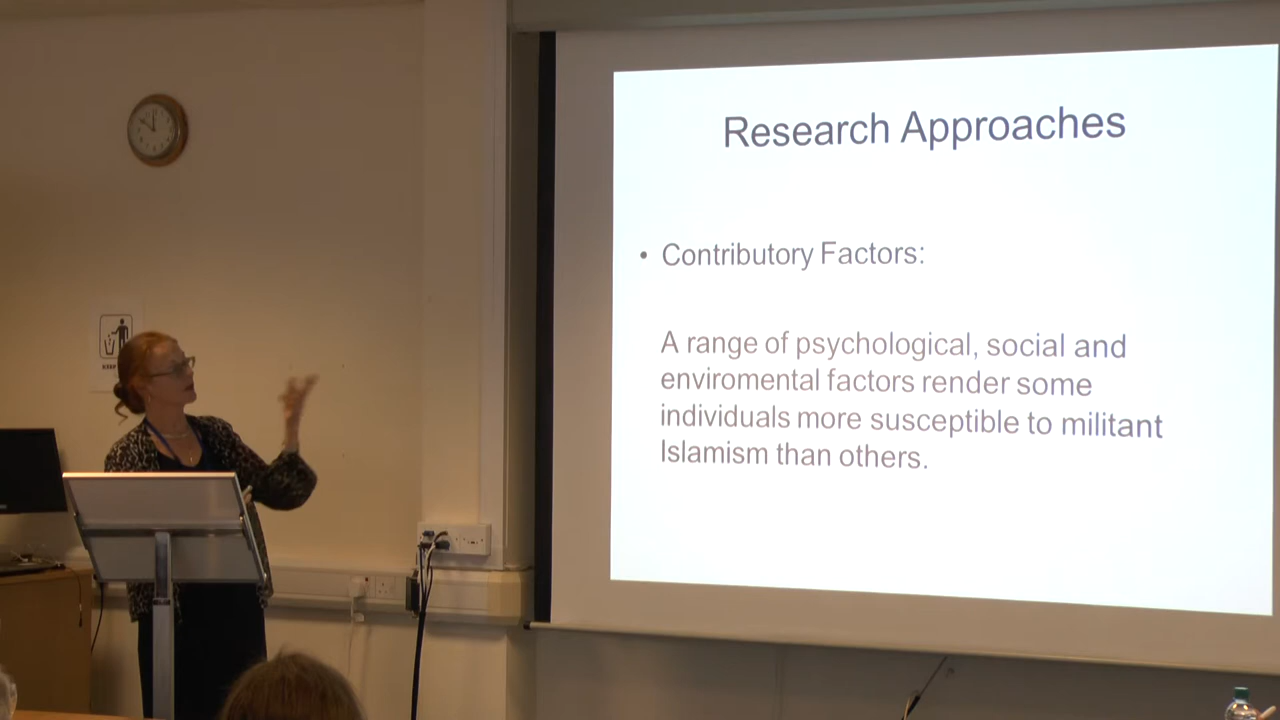 Research Approaches
• Contributory Factors:
A range of psychological, social and
enviromental factors render some
individuals more susceptible to militant
Islamism than others.